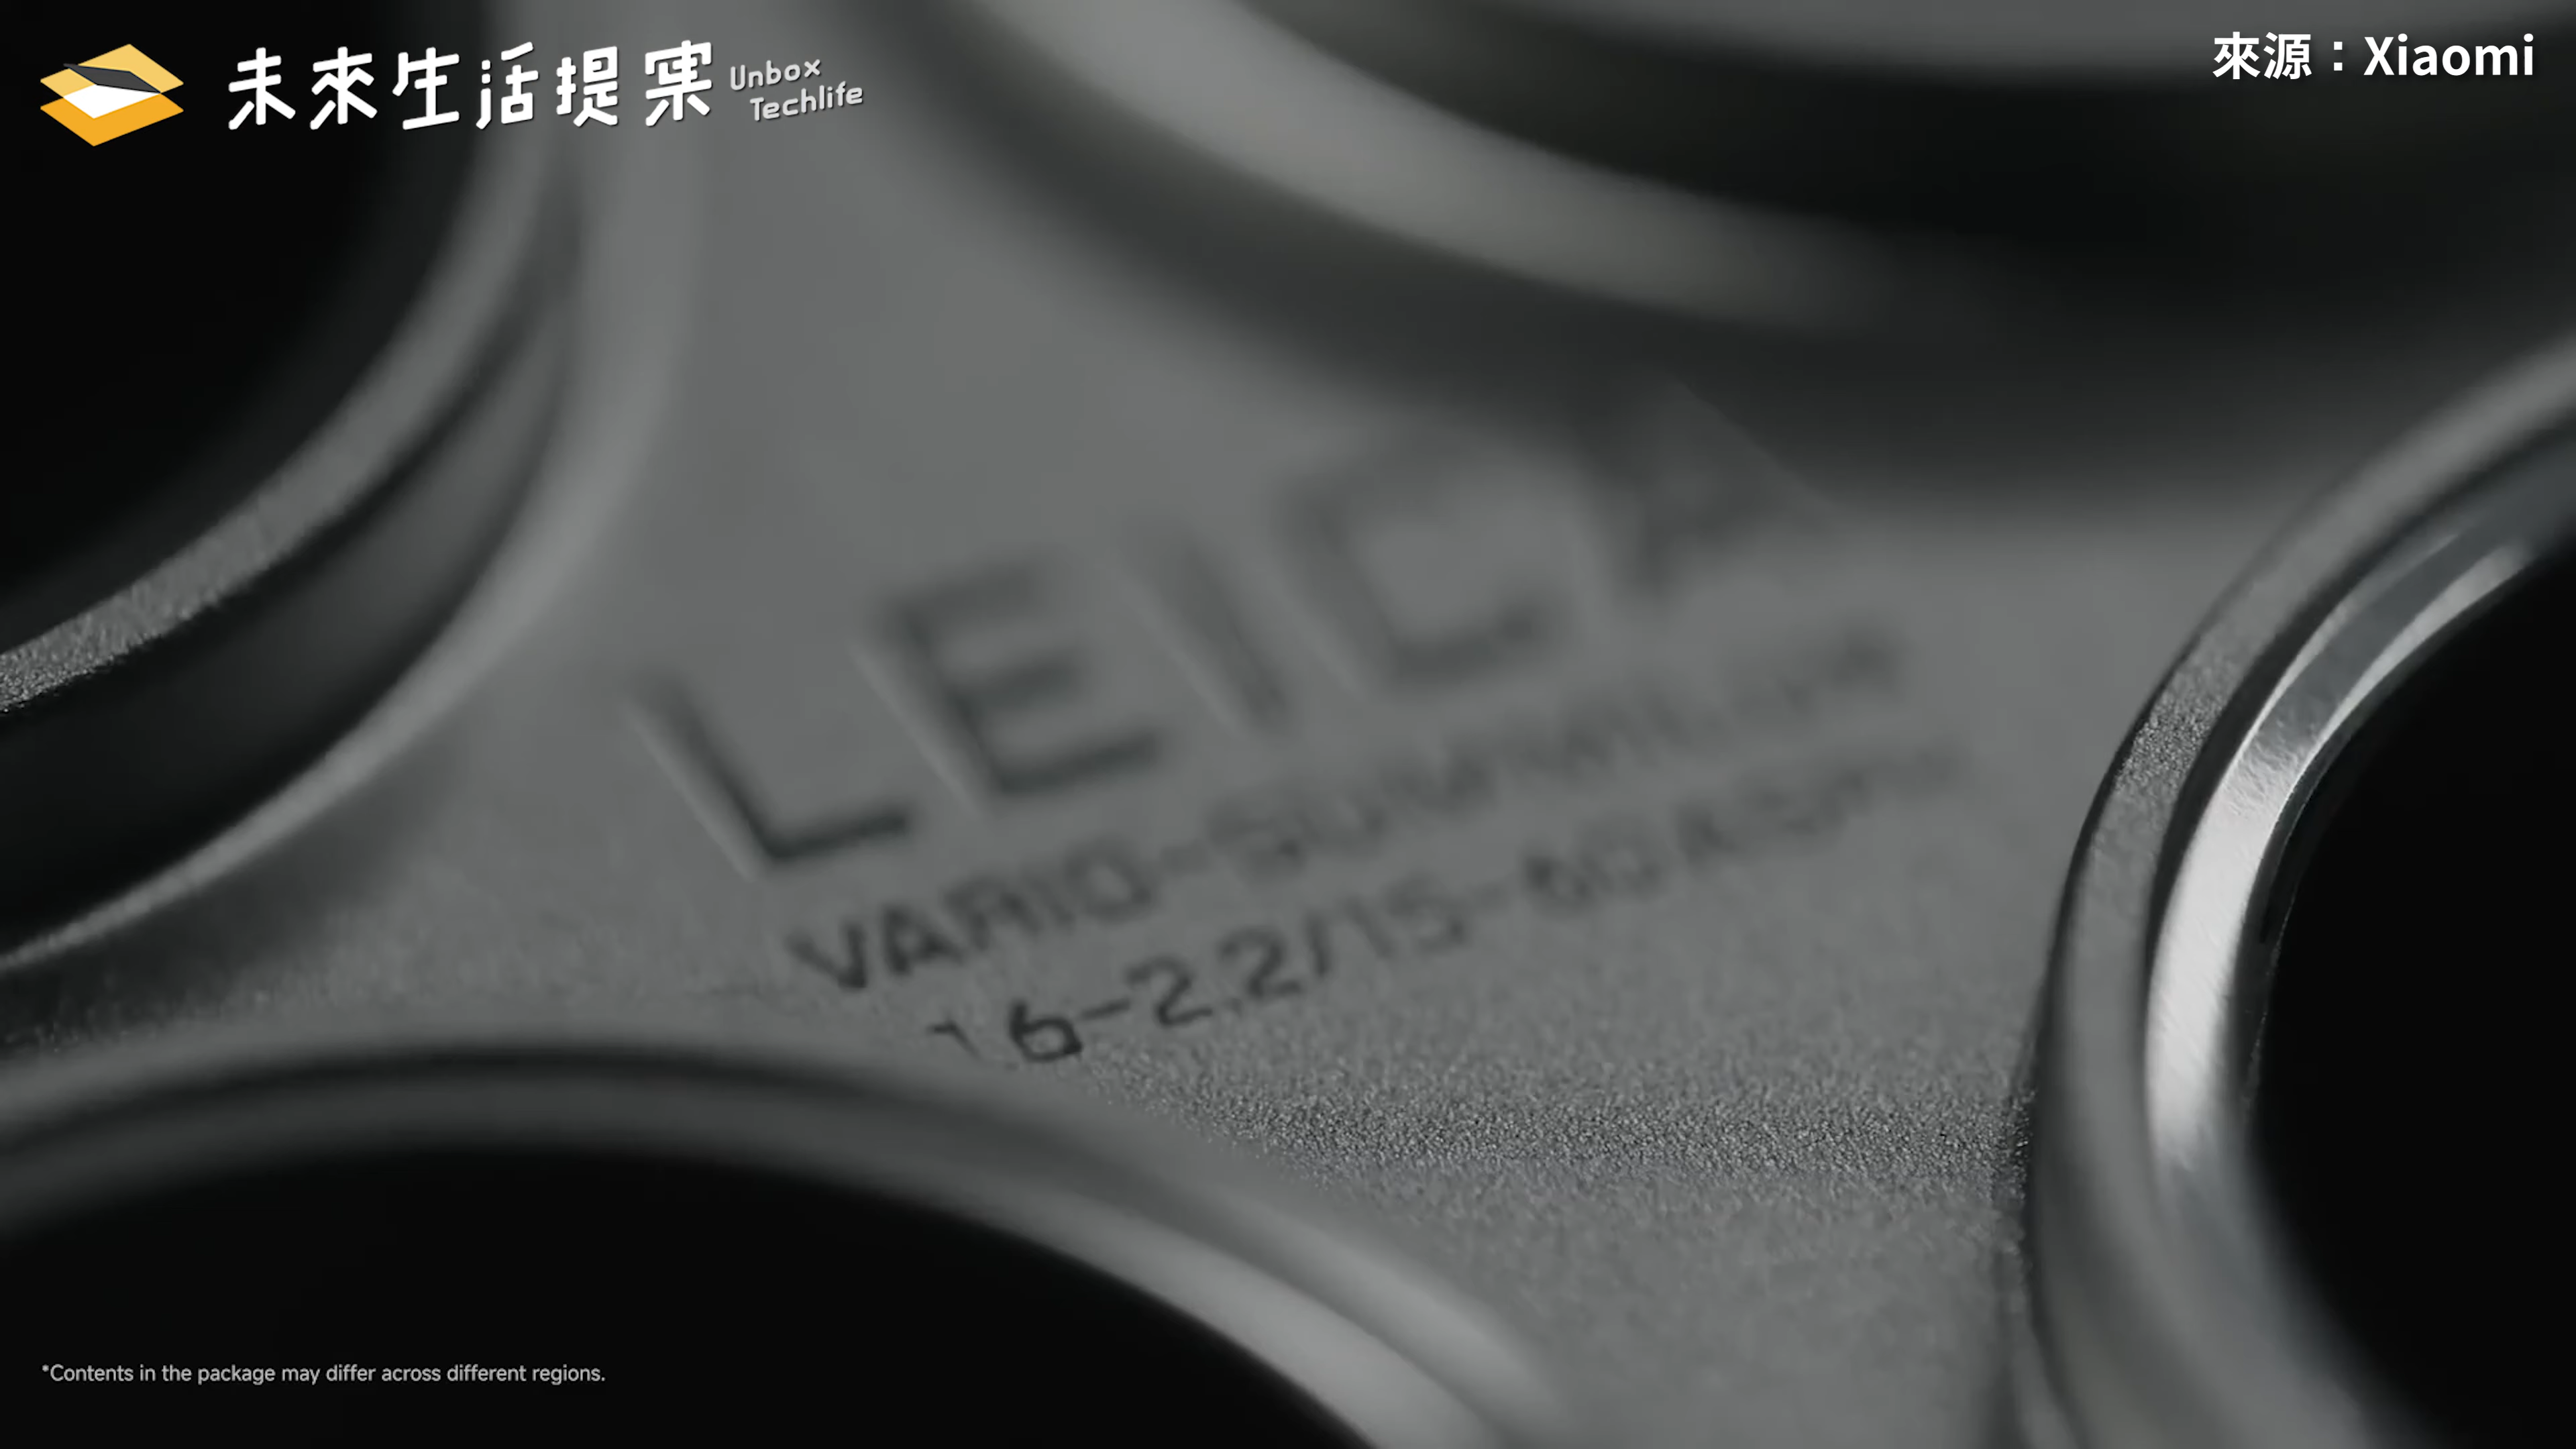 未來生活提案
Unbox
Techlife
來源：Xiaomi
LEICA
VARIO-SUMMILUX
1:1.6-2.2/15-60 ASPH.
*Contents in the package may differ across different regions.